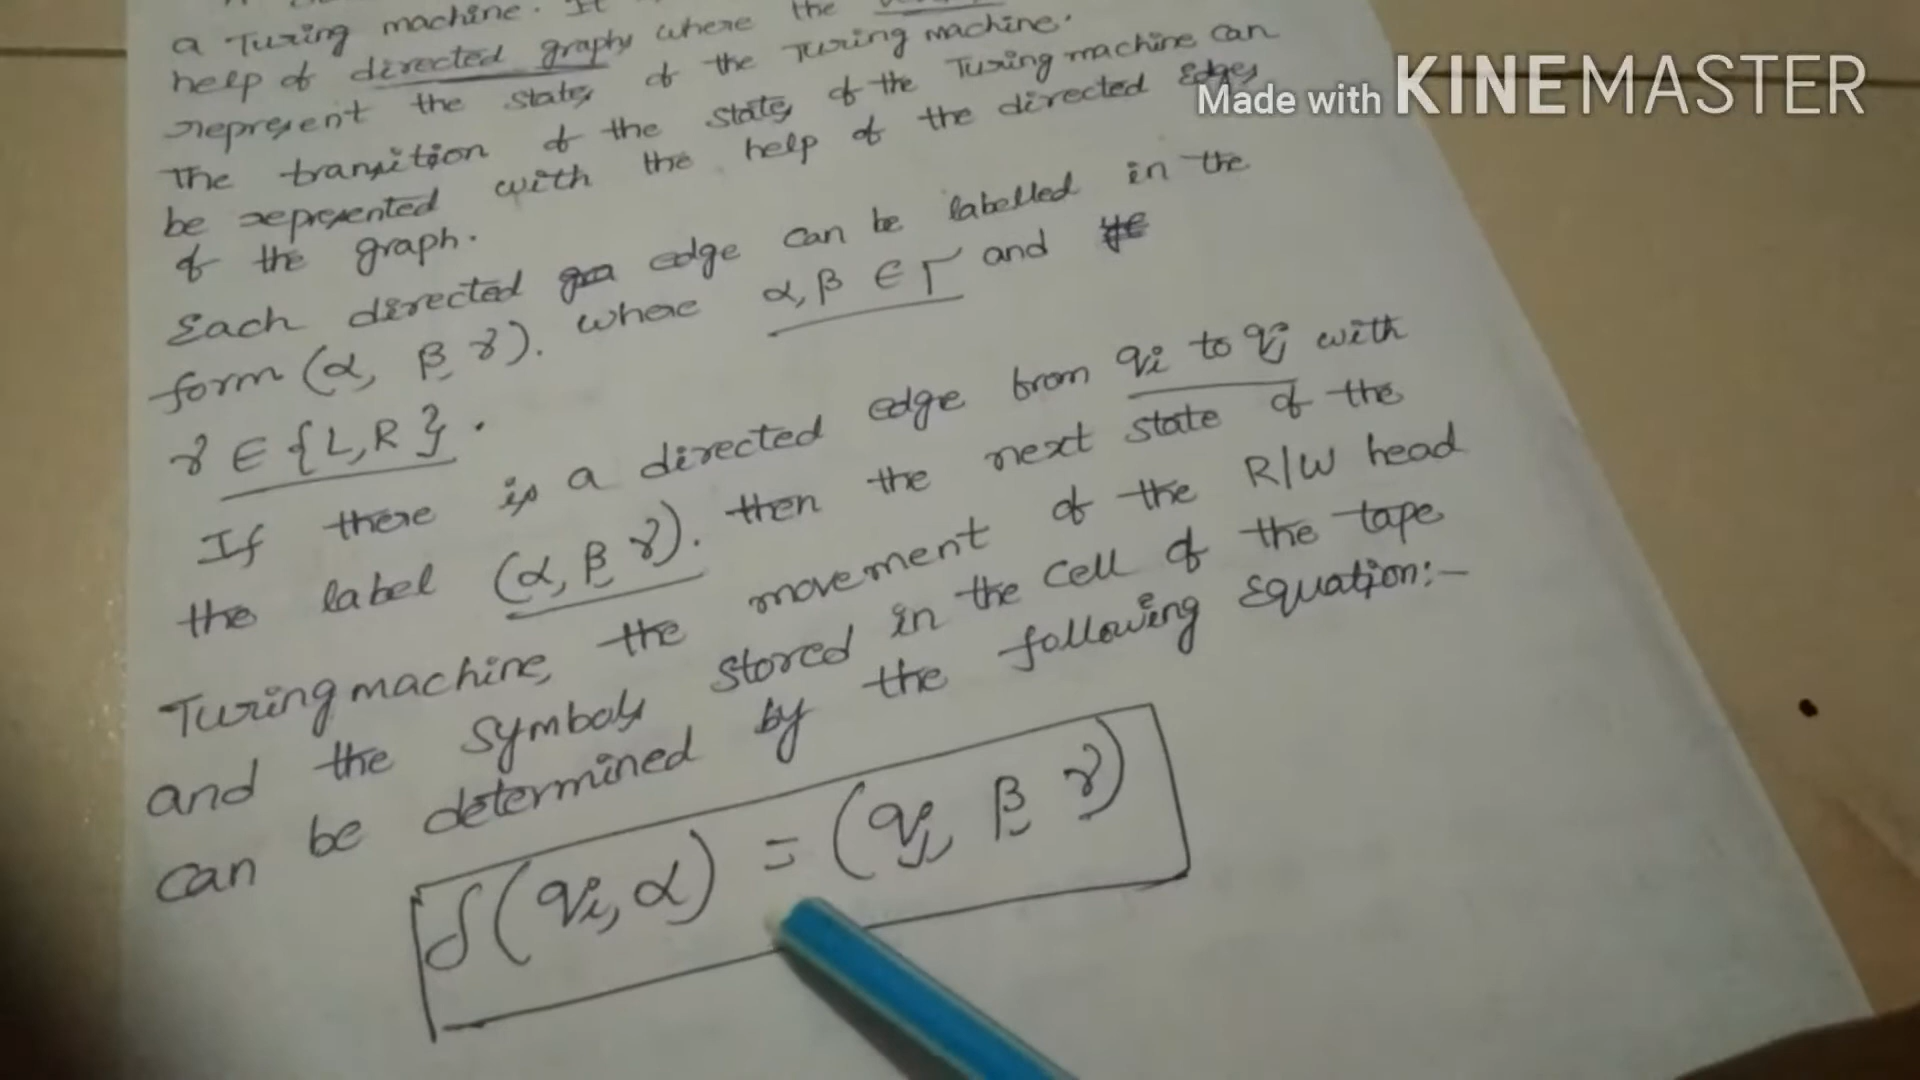 a Turing machine. It
help of directed graphs where the
represent the states of the Turing Machine.
The transition of the states of the Turing machine can
be represented with the help of the directed Edges
of the graph.
Each directed edge can be labelled in the
form (α, β γ). where α, β ∈ Γ and
γ ∈ {L, R}.
If there is a directed edge from qi to qj with
the label (α, β γ). then the next state of the
Turing machine, the movement of the R/W head
and the symbols stored in the cell of the tape
can be determined by the following Equation:-
δ(qi, α) = (qj, β γ)
Made with KINEMASTER